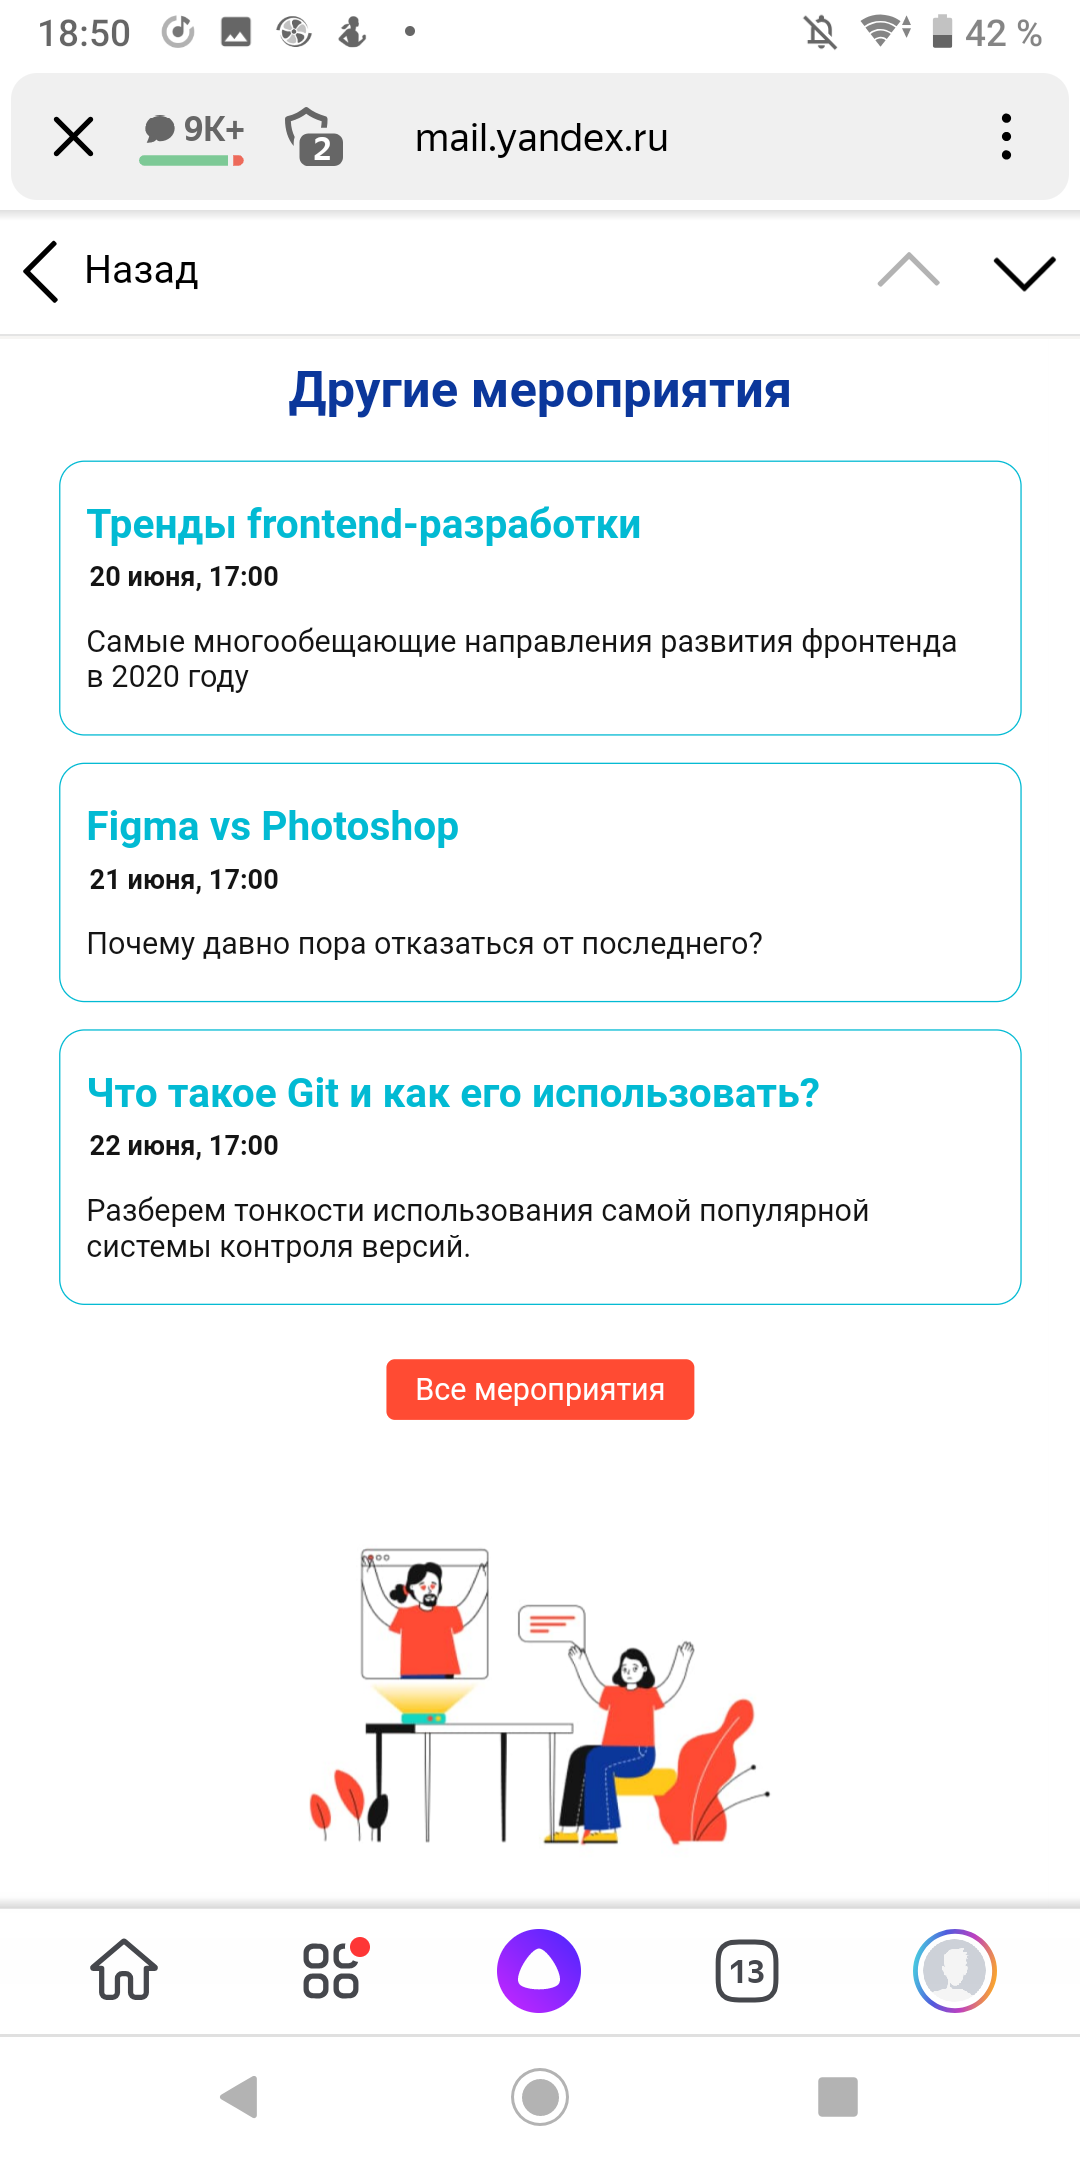 18:50
42 %
9K+
2
mail.yandex.ru
Назад
Другие мероприятия
Тренды frontend-разработки
20 июня, 17:00
Самые многообещающие направления развития фронтенда
в 2020 году
Figma vs Photoshop
21 июня, 17:00
Почему давно пора отказаться от последнего?
Что такое Git и как его использовать?
22 июня, 17:00
Разберем тонкости использования самой популярной
системы контроля версий.
Все мероприятия
13